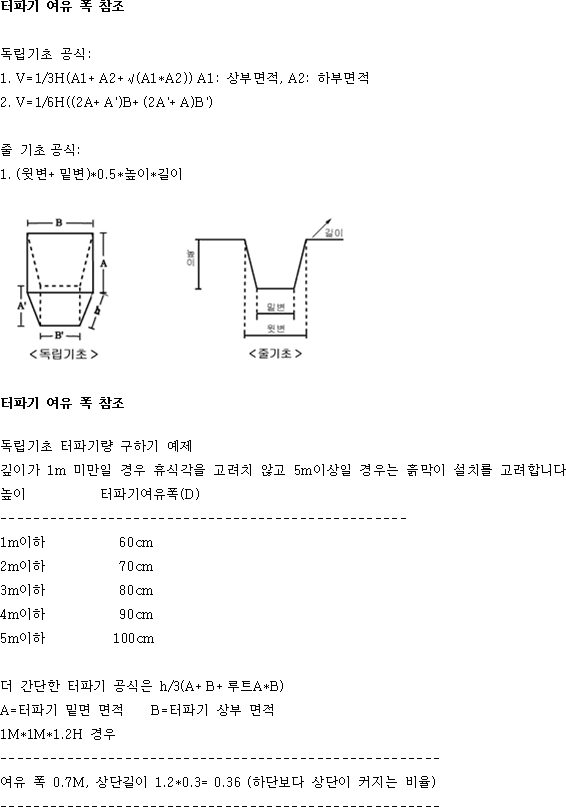 터파기 여유 폭 참조
독립기초 공식:
1. V=1/3H(A1+A2+√(A1*A2)) A1: 상부면적, A2: 하부면적
2. V=1/6H((2A+A')B+(2A'+A)B')
줄 기초 공식:
1. (윗변+밑변)*0.5*높이*길이
B
A
A'
h
B'
<독립기초>
높이
길이
밑변
윗변
<줄기초>
터파기 여유 폭 참조
독립기초 터파기량 구하기 예제
깊이가 1m 미만일 경우 휴식각을 고려치 않고 5m이상일 경우는 흙막이 설치를 고려합니다
높이 터파기여유폭(D)
--------------------------------------------------
1m이하 60cm
2m이하 70cm
3m이하 80cm
4m이하 90cm
5m이하 100cm
더 간단한 터파기 공식은 h/3(A+B+루트A*B)
A=터파기 밑면 면적 B=터파기 상부 면적
1M*1M*1.2H 경우
------------------------------------------------------
여유 폭 0.7M, 상단길이 1.2*0.3= 0.36 (하단보다 상단이 커지는 비율)
------------------------------------------------------